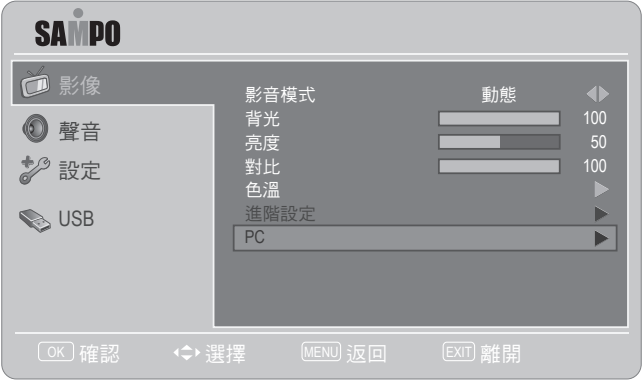 SAMPO
影像
聲音
設定
USB
影音模式 動態
背光 100
亮度 50
對比 100
色溫
進階設定
PC
OK 確認 選擇 MENU 返回 EXIT 離開